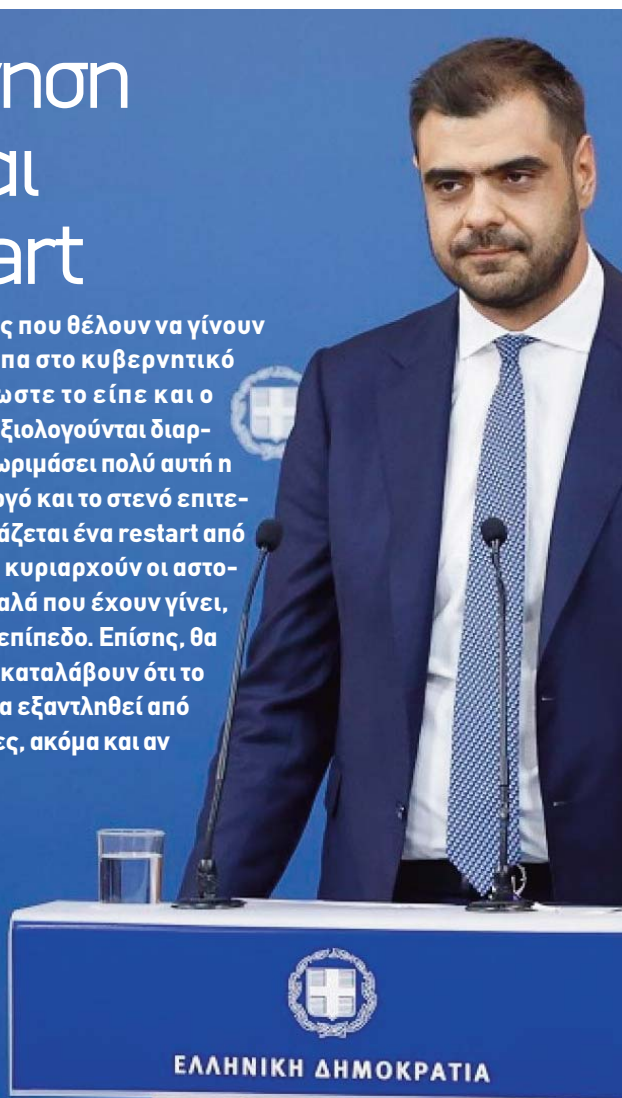 νηση
αι
art
ς που θέλουν να γίνουν
πα στο κυβερνητικό
ωστε το είπε και ο
ξιολογούνται διαρ-
ωριμάσει πολύ αυτή η
ργό και το στενό επιτε-
άζεται ένα restart από
κυριαρχούν οι αστο-
αλά που έχουν γίνει,
επίπεδο. Επίσης, θα
καταλάβουν ότι το
α εξαντληθεί από
ες, ακόμα και αν
ΕΛΛΗΝΙΚΗ ΔΗΜΟΚΡΑΤΙΑ